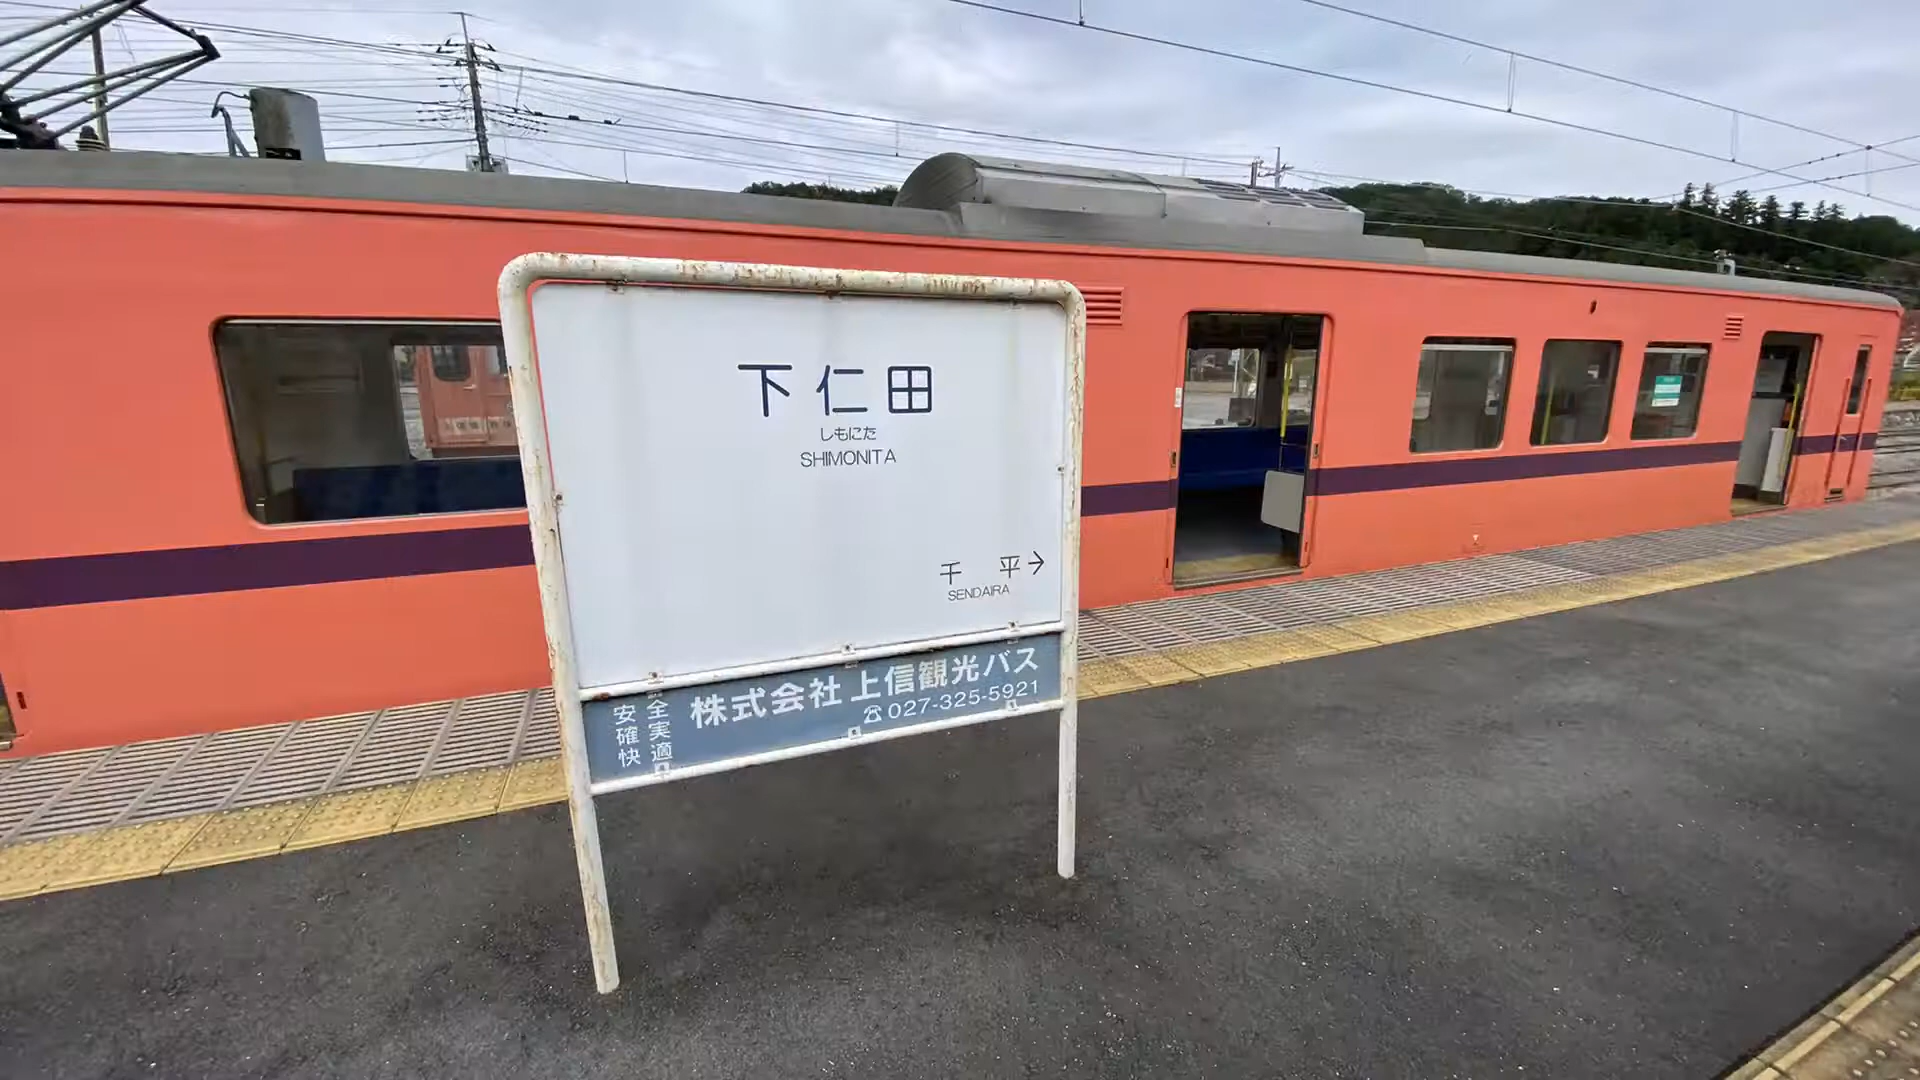 下仁田
しもにた
SHIMONITA
千平→
SENDAIRA
安全
確実
快適
株式会社 上信観光バス
☎027-325-5921